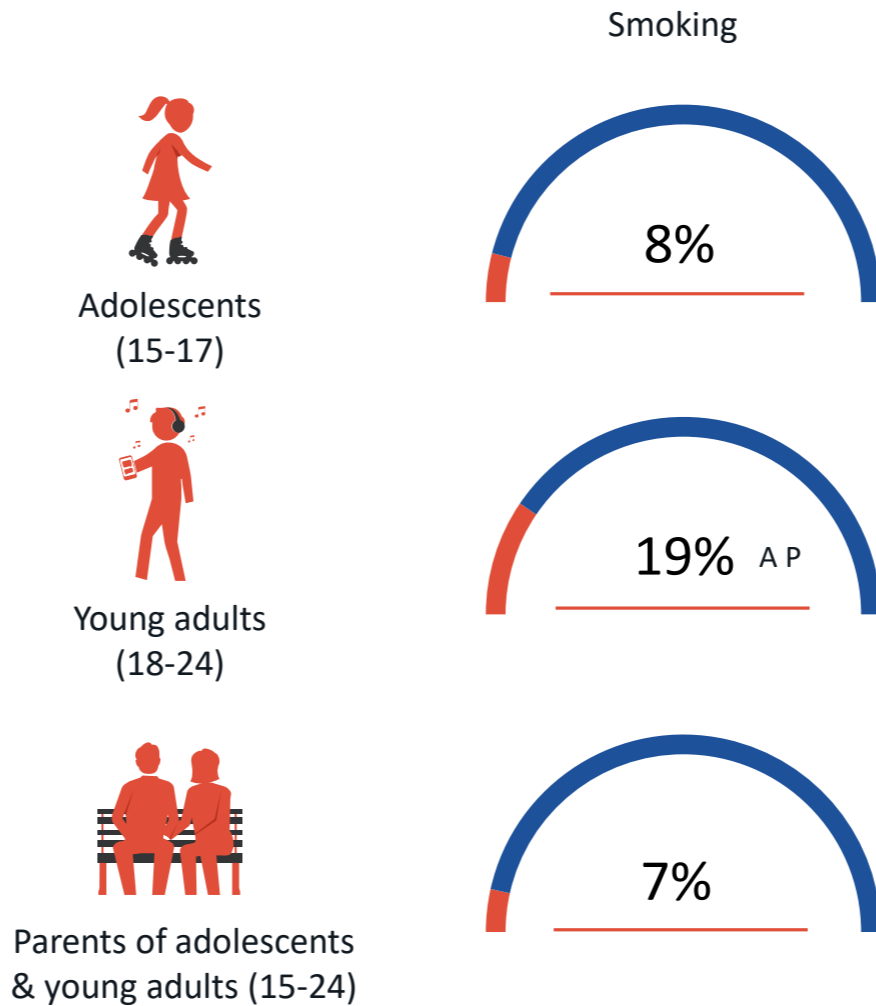 Smoking
8%
Adolescents
(15-17)
19% A P
Young adults
(18-24)
7%
Parents of adolescents
& young adults (15-24)